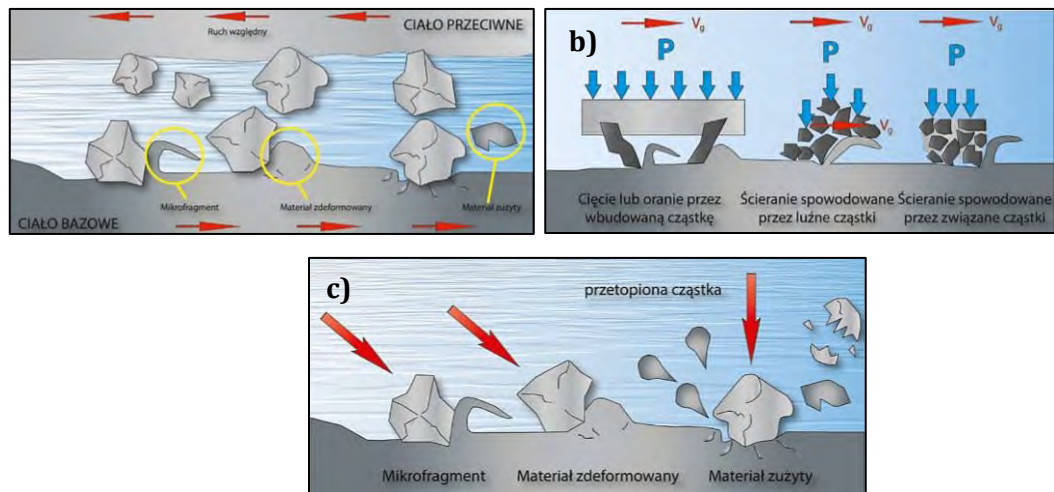 Ruch względny
CIAŁO PRZECIWNE
Mikrofragment
Materiał zdeformowany
Materiał zużyty
CIAŁO BAZOWE
b)
Vg
Vg
Vg
P
P
P
Vg
Cięcie lub oranie przez
wbudowaną cząstkę
Ścieranie spowodowane
przez luźne cząstki
Ścieranie spowodowane
przez związane cząstki
c)
przetopiona cząstka
Mikrofragment
Materiał zdeformowany
Materiał zużyty